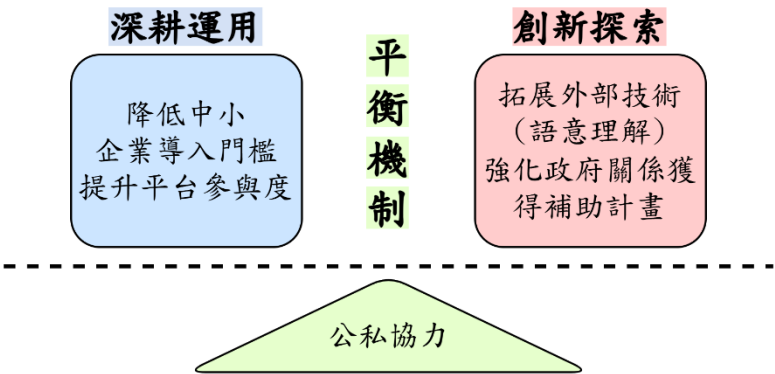 深耕運用
降低中小
企業導入門檻
提升平台參與度
平
衡
機
制
創新探索
拓展外部技術
（語意理解）
強化政府關係獲
得補助計畫
公私協力